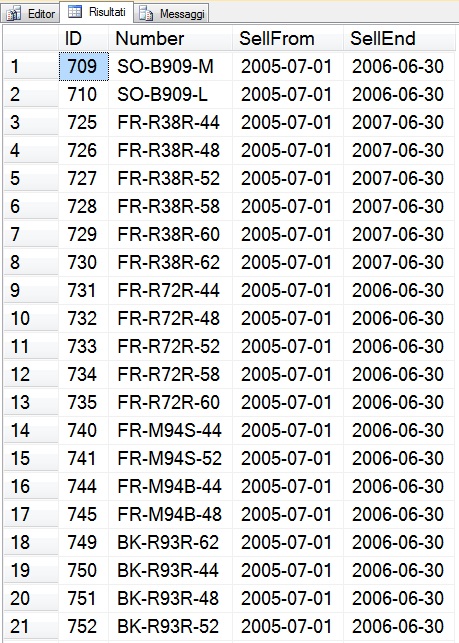 Editor Risultati Messaggi
ID Number SellFrom SellEnd
1 709 SO-B909-M 2005-07-01 2006-06-30
2 710 SO-B909-L 2005-07-01 2006-06-30
3 725 FR-R38R-44 2005-07-01 2007-06-30
4 726 FR-R38R-48 2005-07-01 2007-06-30
5 727 FR-R38R-52 2005-07-01 2007-06-30
6 728 FR-R38R-58 2005-07-01 2007-06-30
7 729 FR-R38R-60 2005-07-01 2007-06-30
8 730 FR-R38R-62 2005-07-01 2007-06-30
9 731 FR-R72R-44 2005-07-01 2006-06-30
10 732 FR-R72R-48 2005-07-01 2006-06-30
11 733 FR-R72R-52 2005-07-01 2006-06-30
12 734 FR-R72R-58 2005-07-01 2006-06-30
13 735 FR-R72R-60 2005-07-01 2006-06-30
14 740 FR-M94S-44 2005-07-01 2006-06-30
15 741 FR-M94S-52 2005-07-01 2006-06-30
16 744 FR-M94B-44 2005-07-01 2006-06-30
17 745 FR-M94B-48 2005-07-01 2006-06-30
18 749 BK-R93R-62 2005-07-01 2006-06-30
19 750 BK-R93R-44 2005-07-01 2006-06-30
20 751 BK-R93R-48 2005-07-01 2006-06-30
21 752 BK-R93R-52 2005-07-01 2006-06-30